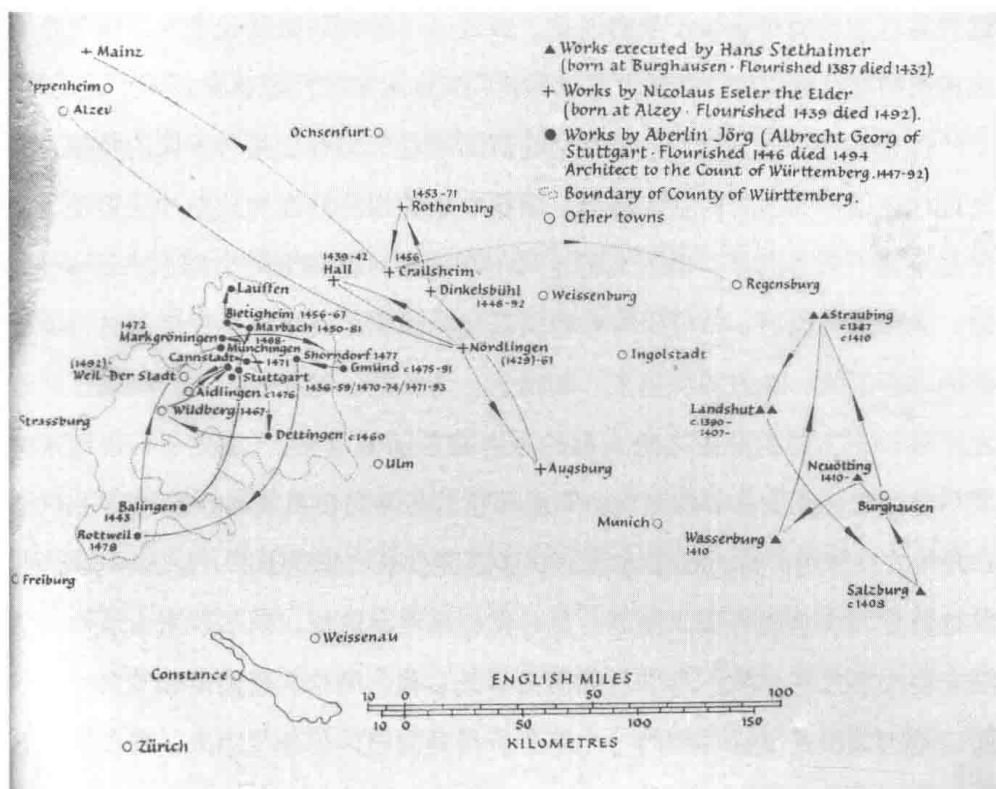 Mainz
ppenheim
Alzey
Ochsenfurt
▲ Works executed by Hans Stethaimer
(born at Burghausen · Flourished 1387 died 1432).
+ Works by Nicolaus Eseler the Elder
(born at Alzey · Flourished 1439 died 1492).
● Works by Aberlin Jörg (Albrecht Georg of
Stuttgart · Flourished 1446 died 1494
Architect to the Count of Württemberg .1447-92)
Boundary of County of Württemberg
Other towns
1453-71
Rothenburg
1439-42
Hall
1456
Crailsheim
Dinkelsbühl
1448-92
Weissenburg
Regensburg
Lauffen
Bietigheim 1456-67
Marbach 1450-81
1472
Markgröningen
1488-
Münchingen
Cannstadt
1471
Shorndorf 1477
Gmünd c1475-91
Nördlingen
(1429)-61
Ingolstadt
Straubing
c1387
c1410
(1492)-
Weil-Der Stadt
Stuttgart
1436-59/1470-74/1471-93
Aidlingen c1476
Wildberg 1467-
Strassburg
Dettingen c1460
Landshut
c.1390-
1407-
Ulm
Augsburg
Neuötting
1410-
Burghausen
Balingen
1443
Rottweil
1478
Munich
Wasserburg
1410
Freiburg
Salzburg
c1408
Weissenau
Constance
ENGLISH MILES
10 0 50 100
10 0 50 100 150
KILOMETRES
Zürich